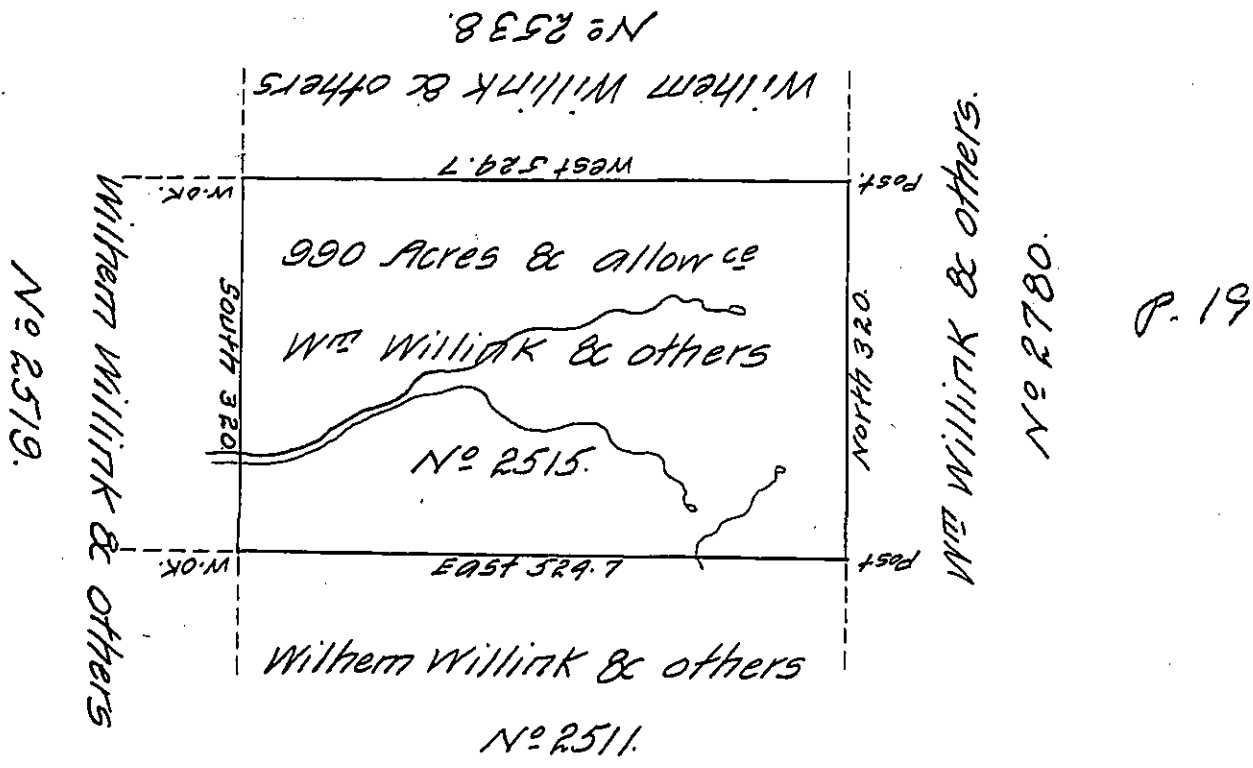 Nº 2538.
Wilhem Willink & others
West 529.7
W.OK.
Post.
990 Acres & allowce
Wm Willink & others
Nº 2515.
South 320.
North 320.
W.OK.
East 529.7
Post
Wilhem Willink & others
Nº 2511.
Wilhem Willink & others
Nº 2519.
Wm Willink & others.
Nº 2780.
P. 19